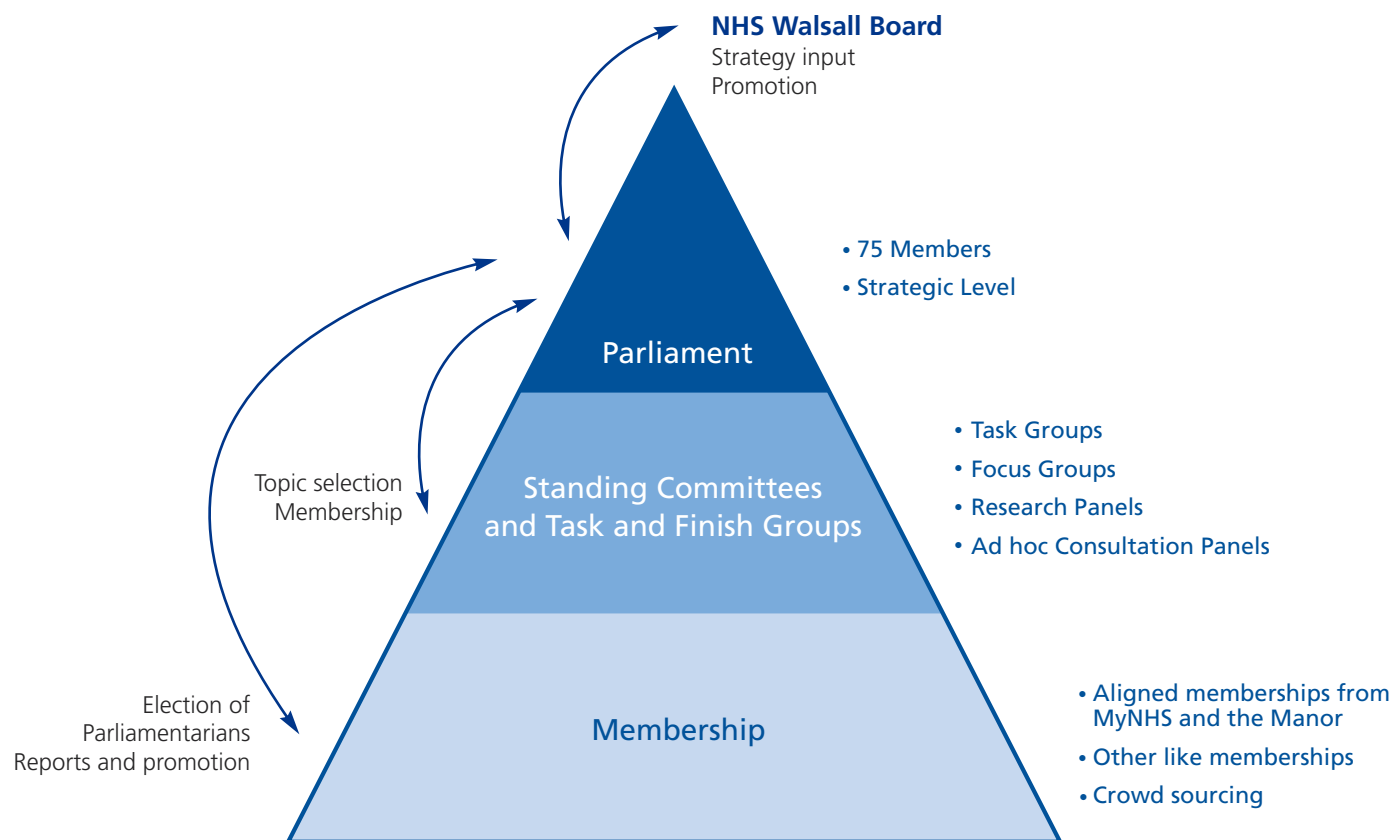 NHS Walsall Board
Strategy input
Promotion
• 75 Members
• Strategic Level
Parliament
• Task Groups
• Focus Groups
• Research Panels
• Ad hoc Consultation Panels
Topic selection
Membership
Standing Committees
and Task and Finish Groups
Election of
Parliamentarians
Reports and promotion
Membership
• Aligned memberships from
MyNHS and the Manor
• Other like memberships
• Crowd sourcing